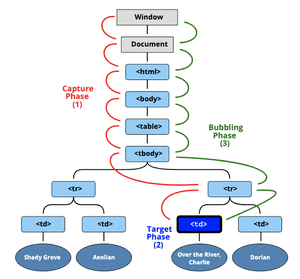 Window
Document
<html>
<body>
<table>
<tbody>
Capture
Phase
(1)
Bubbling
Phase
(3)
<tr>
<tr>
<td>
<td>
Target
Phase
(2)
<td>
<td>
Shady Grove
Aeolian
Over the River,
Charlie
Dorian